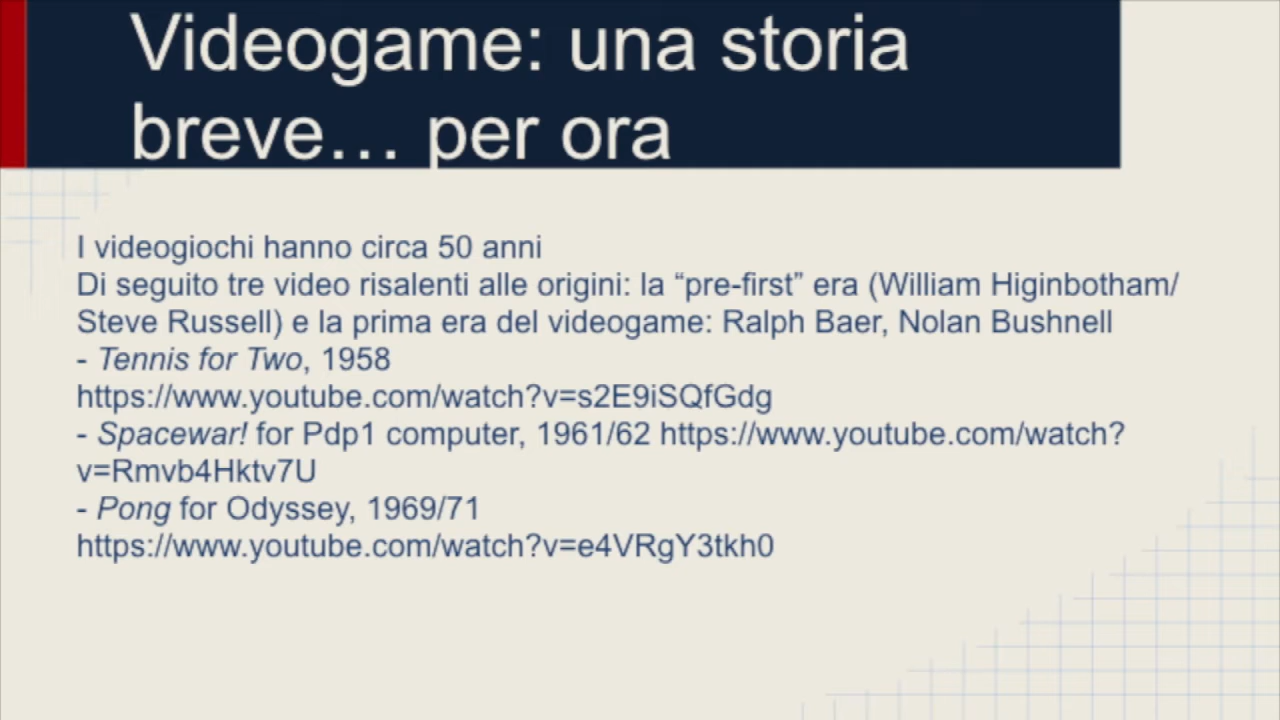 Videogame: una storia
breve… per ora
I videogiochi hanno circa 50 anni
Di seguito tre video risalenti alle origini: la “pre-first” era (William Higinbotham/
Steve Russell) e la prima era del videogame: Ralph Baer, Nolan Bushnell
- Tennis for Two, 1958
https://www.youtube.com/watch?v=s2E9iSQfGdg
- Spacewar! for Pdp1 computer, 1961/62 https://www.youtube.com/watch?
v=Rmvb4Hktv7U
- Pong for Odyssey, 1969/71
https://www.youtube.com/watch?v=e4VRgY3tkh0